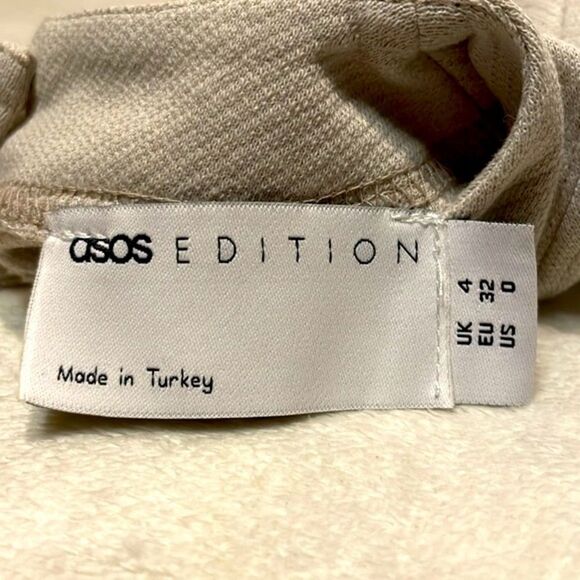 asos EDITION
Made in Turkey
UK 4
EU 32
US 0